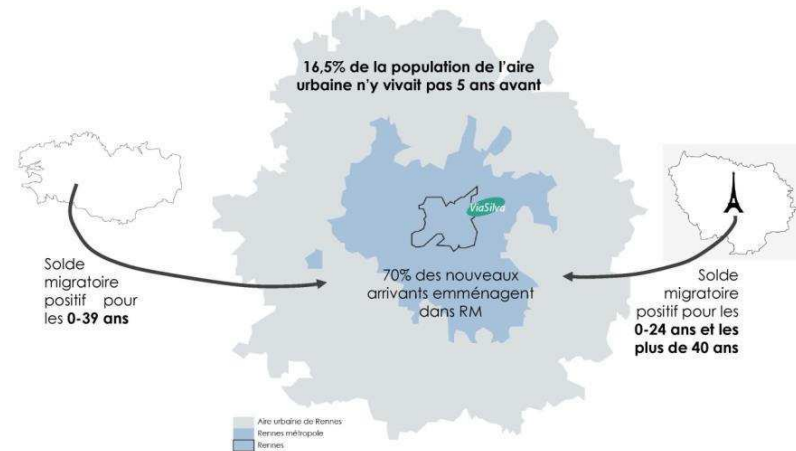 16,5% de la population de l'aire
urbaine n'y vivait pas 5 ans avant
ViaSilva
Solde
migratoire
positif pour
les 0-39 ans
70% des nouveaux
arrivants emménagent
dans RM
Solde
migratoire
positif pour les
0-24 ans et les
plus de 40 ans
Aire urbaine de Rennes
Rennes métropole
Rennes